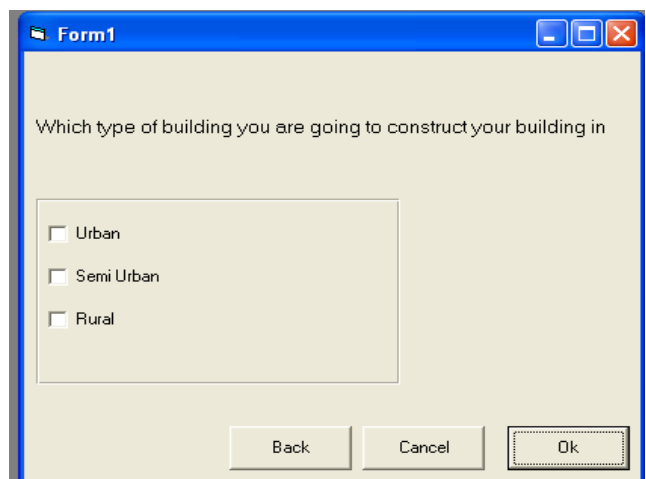 Form1
Which type of building you are going to construct your building in
Urban
Semi Urban
Rural
Back Cancel Ok